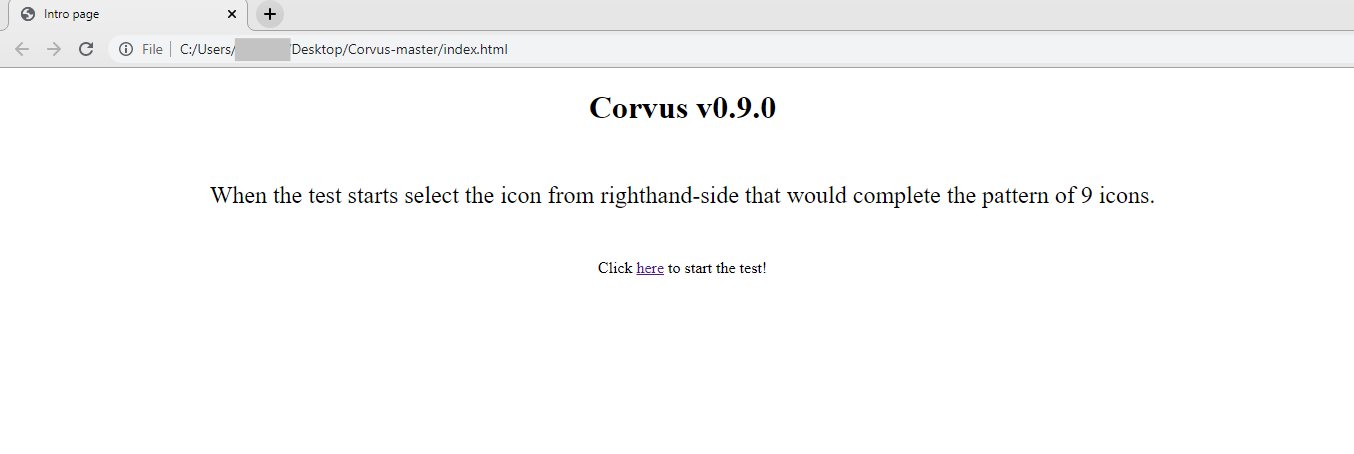 Intro page
File C:/Users/ /Desktop/Corvus-master/index.html
Corvus v0.9.0
When the test starts select the icon from righthand-side that would complete the pattern of 9 icons.
Click here to start the test!